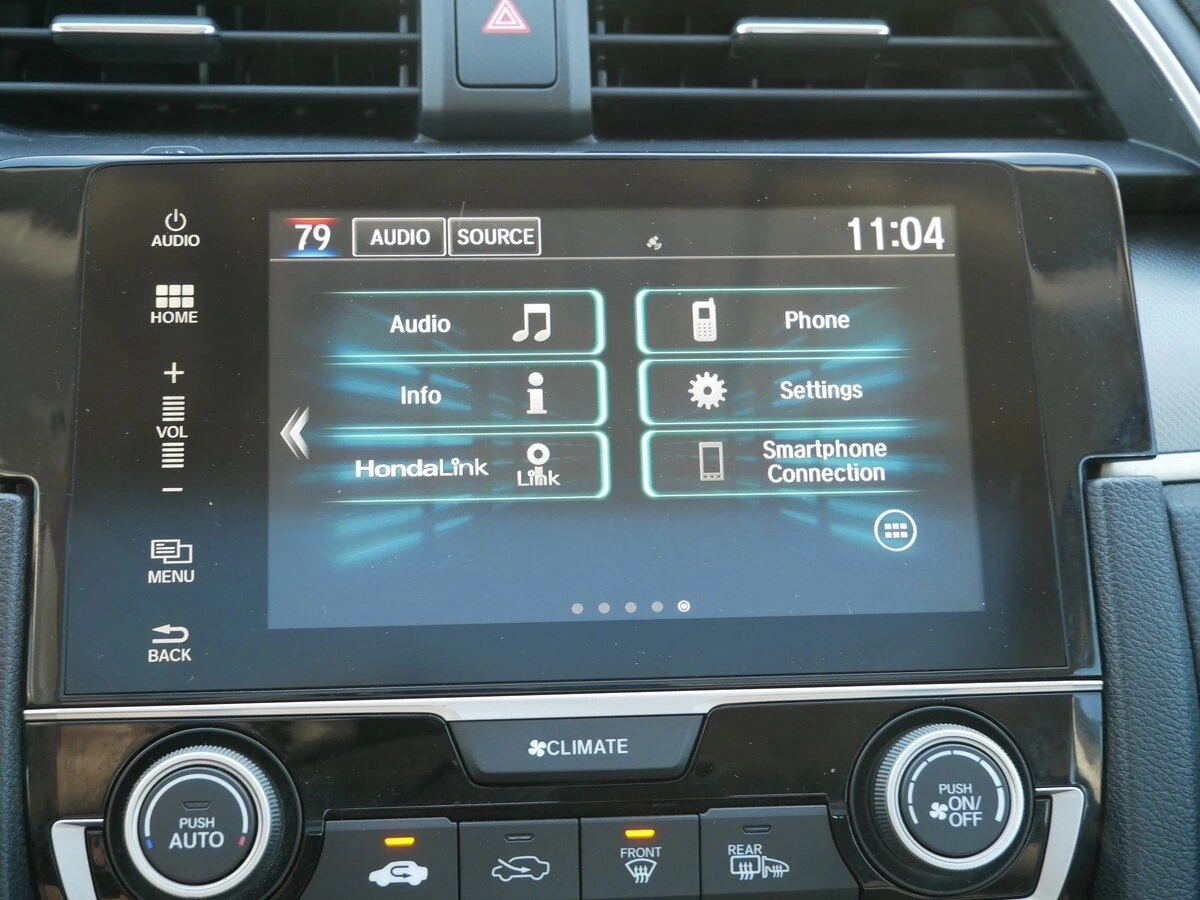 AUDIO
HOME
+
VOL
−
MENU
BACK
79 AUDIO SOURCE 11:04
Audio
Phone
Info
Settings
HondaLink
Link
Smartphone
Connection
CLIMATE
PUSH
AUTO
FRONT
REAR
PUSH
ON/
OFF